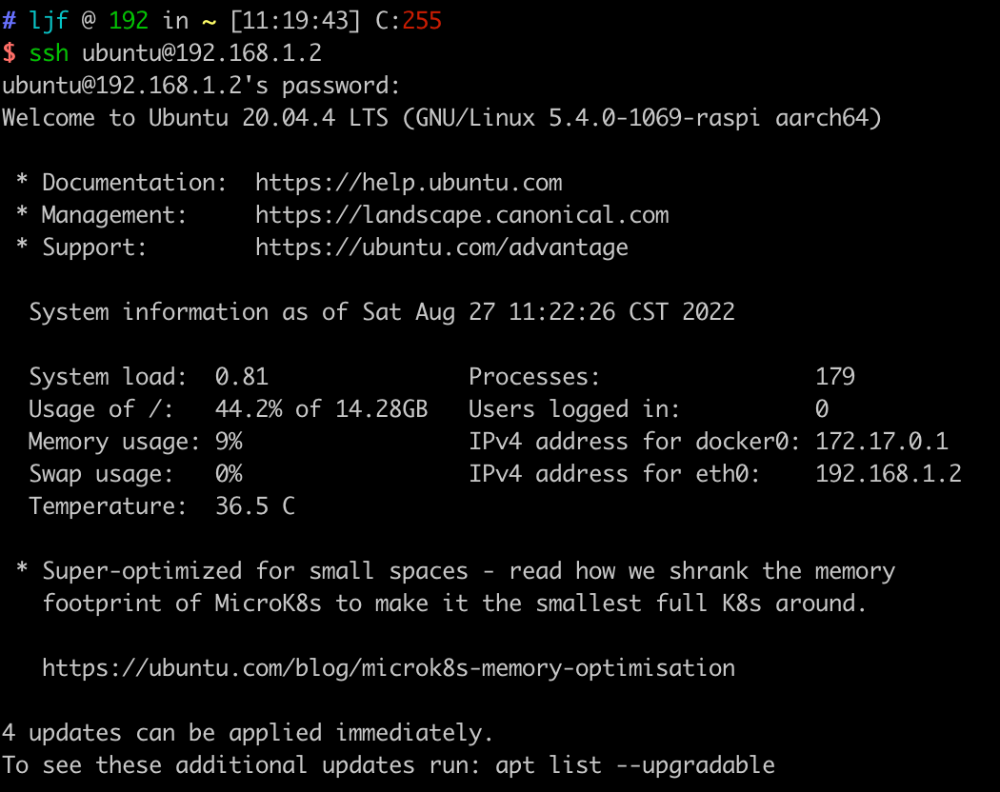 # ljf @ 192 in ~ [11:19:43] C:255
$ ssh ubuntu@192.168.1.2
ubuntu@192.168.1.2's password:
Welcome to Ubuntu 20.04.4 LTS (GNU/Linux 5.4.0-1069-raspi aarch64)

 * Documentation:  https://help.ubuntu.com
 * Management:     https://landscape.canonical.com
 * Support:        https://ubuntu.com/advantage

  System information as of Sat Aug 27 11:22:26 CST 2022

  System load:  0.81               Processes:                179
  Usage of /:   44.2% of 14.28GB   Users logged in:          0
  Memory usage: 9%                 IPv4 address for docker0: 172.17.0.1
  Swap usage:   0%                 IPv4 address for eth0:    192.168.1.2
  Temperature:  36.5 C

 * Super-optimized for small spaces - read how we shrank the memory
   footprint of MicroK8s to make it the smallest full K8s around.

   https://ubuntu.com/blog/microk8s-memory-optimisation

4 updates can be applied immediately.
To see these additional updates run: apt list --upgradable